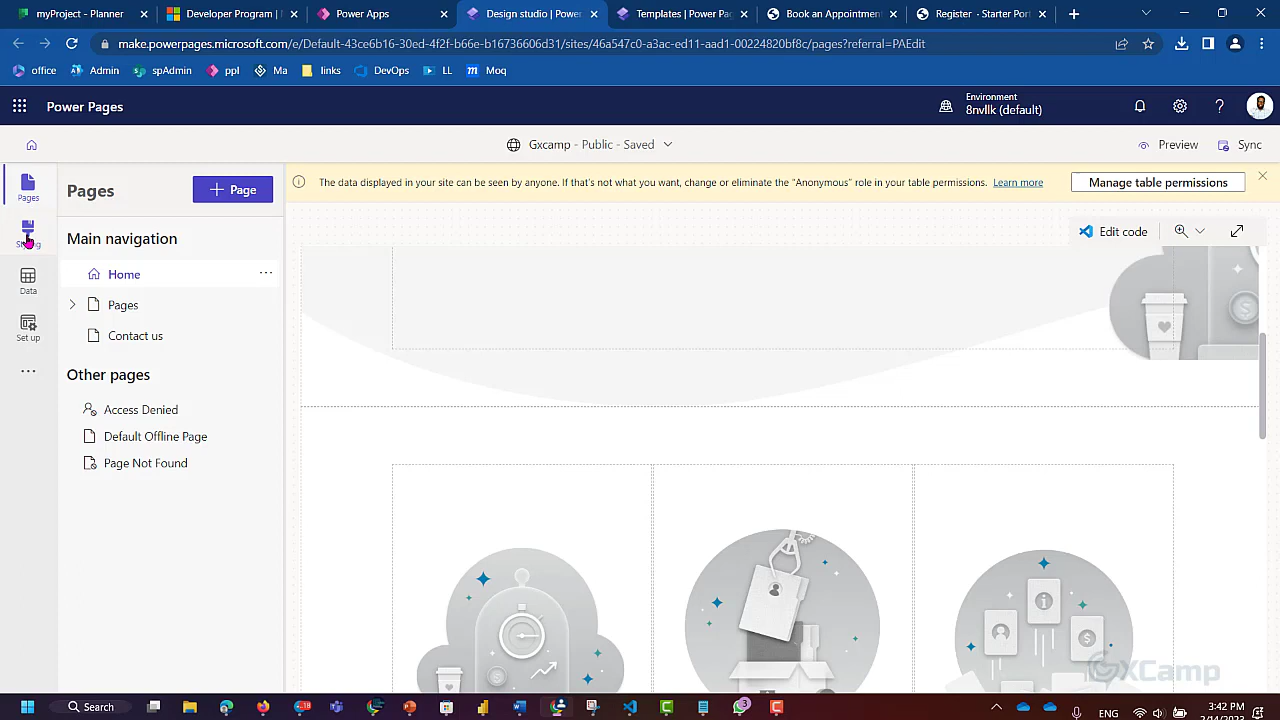 myProject - Planner
Developer Program | N
Power Apps
Design studio | Power
Templates | Power Pag
Book an Appointment
Register · Starter Port
make.powerpages.microsoft.com/e/Default-43ce6b16-30ed-4f2f-b66e-b16736606d31/sites/46a547c0-a3ac-ed11-aad1-00224820bf8c/pages?referral=PAEdit
office
Admin
spAdmin
ppl
Ma
links
DevOps
LL
Moq
Power Pages
Environment
8nvllk (default)
Gxcamp - Public - Saved
Preview
Sync
Pages
Pages
+ Page
The data displayed in your site can be seen by anyone. If that's not what you want, change or eliminate the "Anonymous" role in your table permissions. Learn more
Manage table permissions
Main navigation
Edit code
Home
Data
Pages
Set up
Contact us
Other pages
Access Denied
Default Offline Page
Page Not Found
GXCamp
Search
ENG
3:42 PM